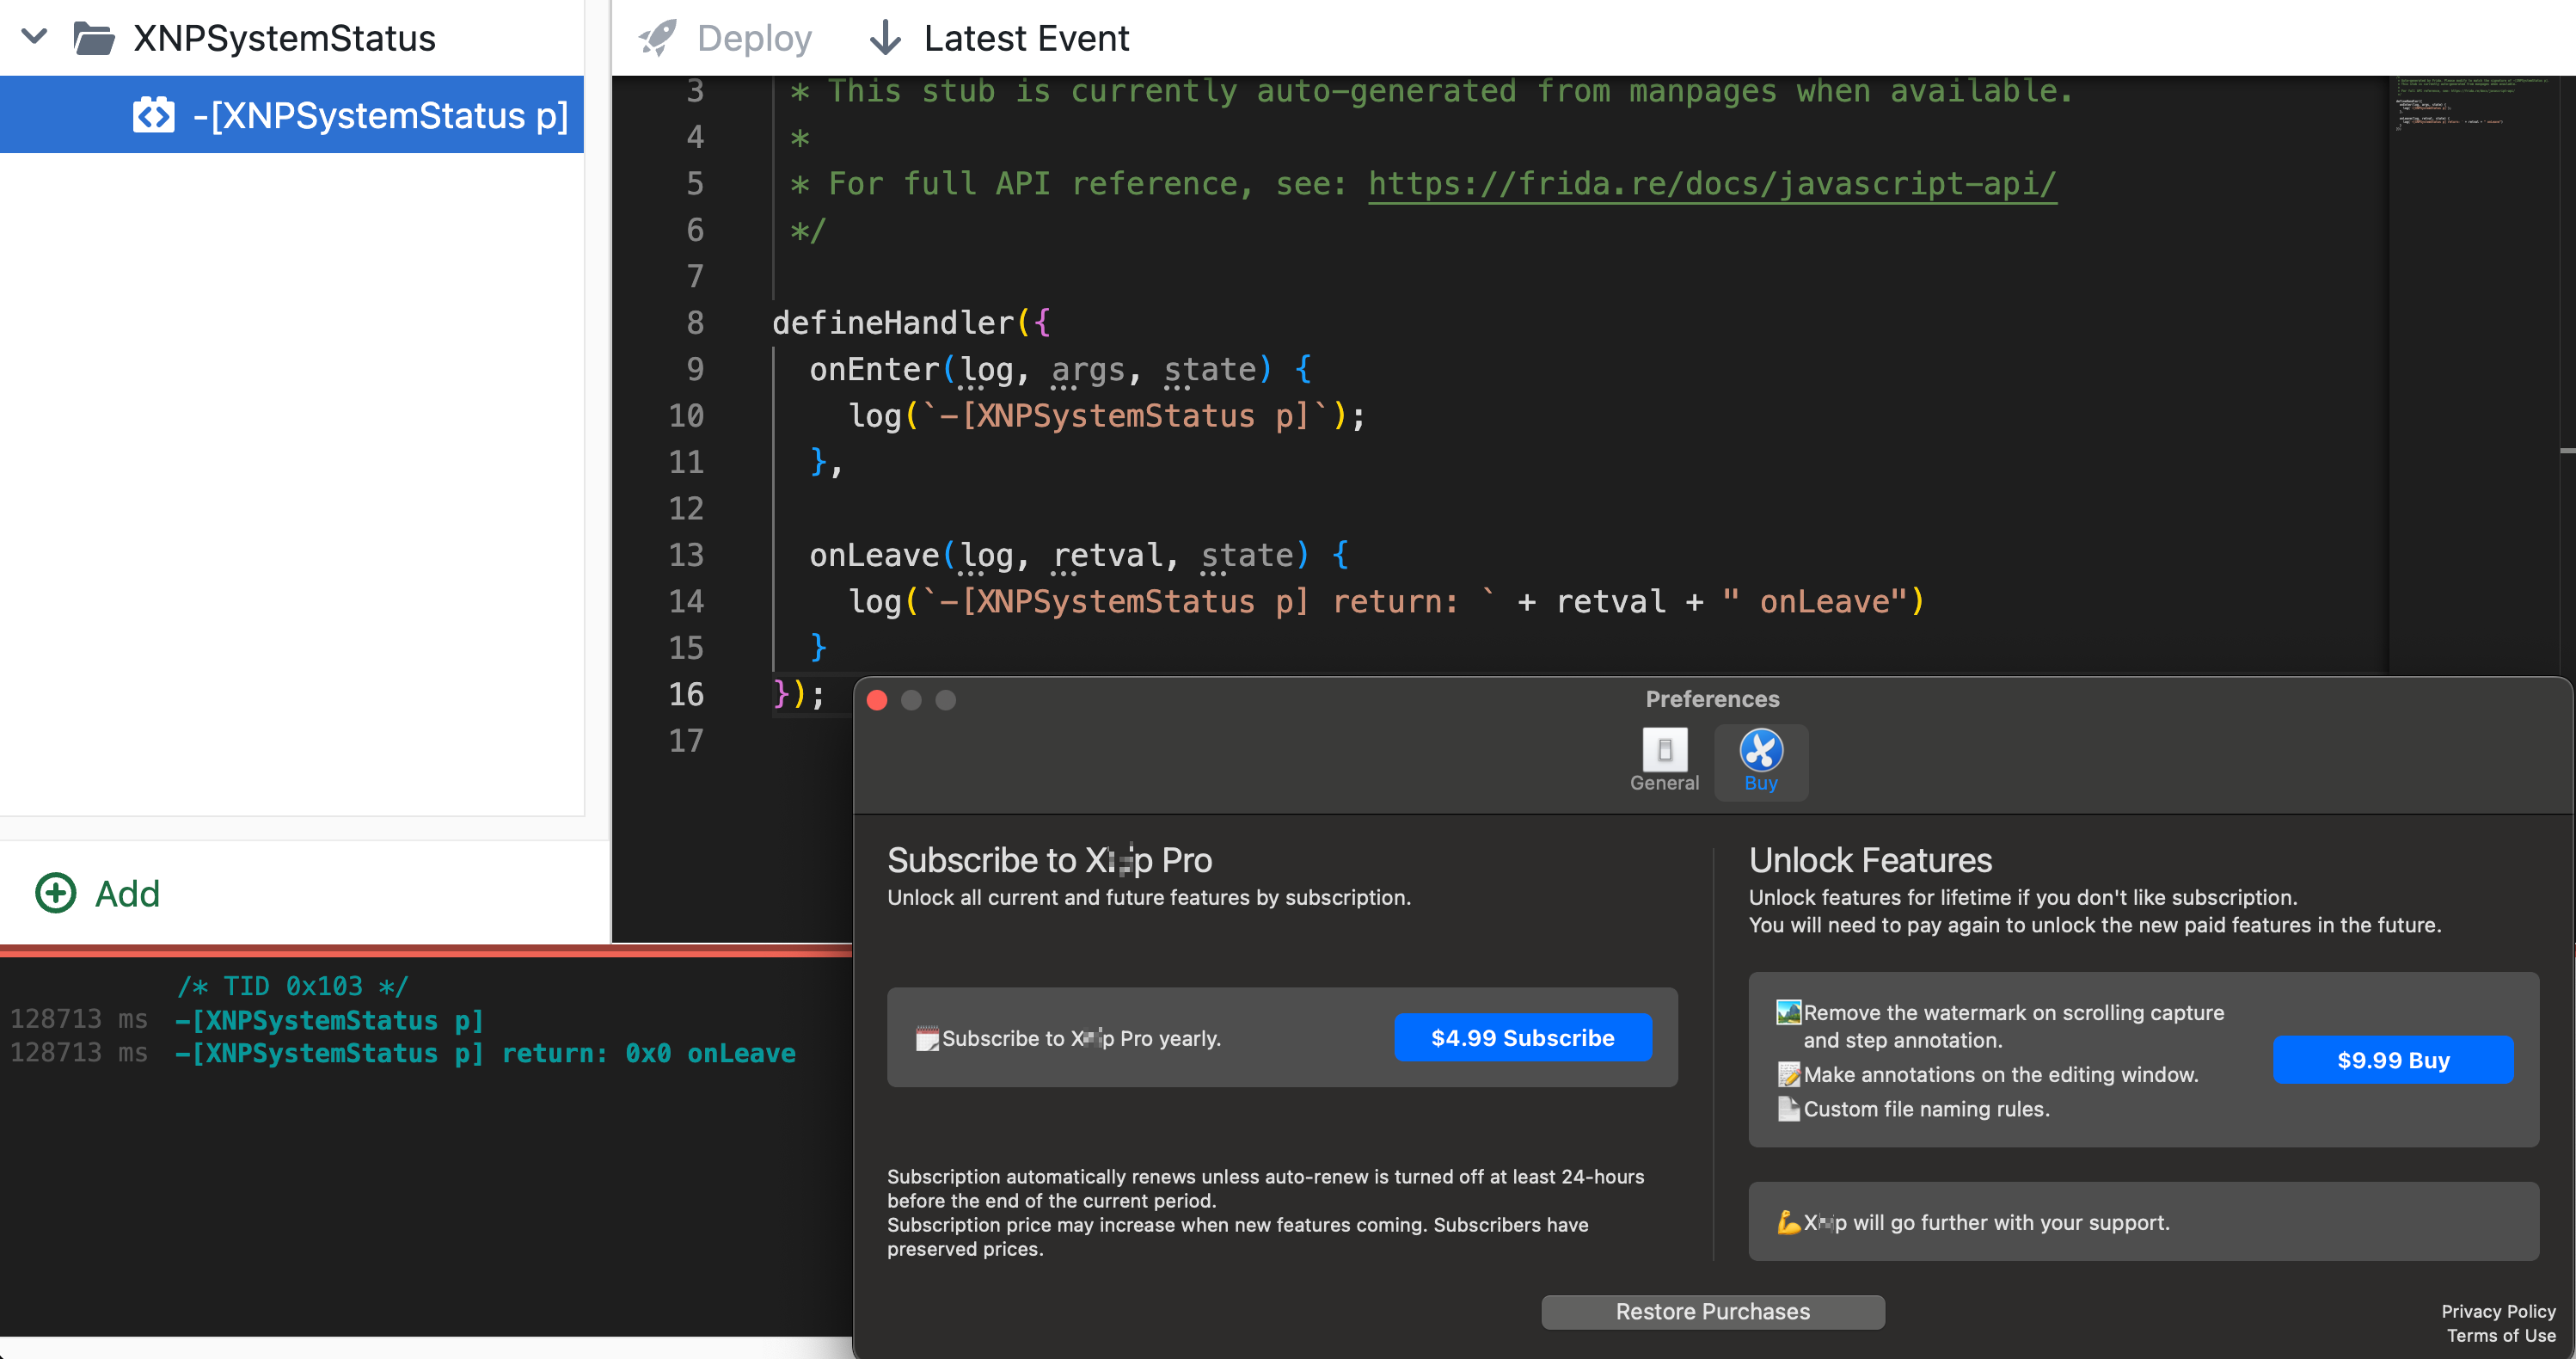 XNPSystemStatus
-[XNPSystemStatus p]
Add
Deploy
Latest Event
3 * This stub is currently auto-generated from manpages when available.
4 *
5 * For full API reference, see: https://frida.re/docs/javascript-api/
6 */
7
8 defineHandler({
9 onEnter(log, args, state) {
10 log(`-[XNPSystemStatus p]`);
11 },
12
13 onLeave(log, retval, state) {
14 log(`-[XNPSystemStatus p] return: ` + retval + " onLeave")
15 }
16 });
17
/* TID 0x103 */
128713 ms -[XNPSystemStatus p]
128713 ms -[XNPSystemStatus p] return: 0x0 onLeave
Preferences
General
Buy
Subscribe to Pro
Unlock all current and future features by subscription.
Subscribe to Pro yearly.
$4.99 Subscribe
Subscription automatically renews unless auto-renew is turned off at least 24-hours
before the end of the current period.
Subscription price may increase when new features coming. Subscribers have
preserved prices.
Unlock Features
Unlock features for lifetime if you don't like subscription.
You will need to pay again to unlock the new paid features in the future.
Remove the watermark on scrolling capture
and step annotation.
Make annotations on the editing window.
Custom file naming rules.
$9.99 Buy
will go further with your support.
Restore Purchases
Privacy Policy
Terms of Use